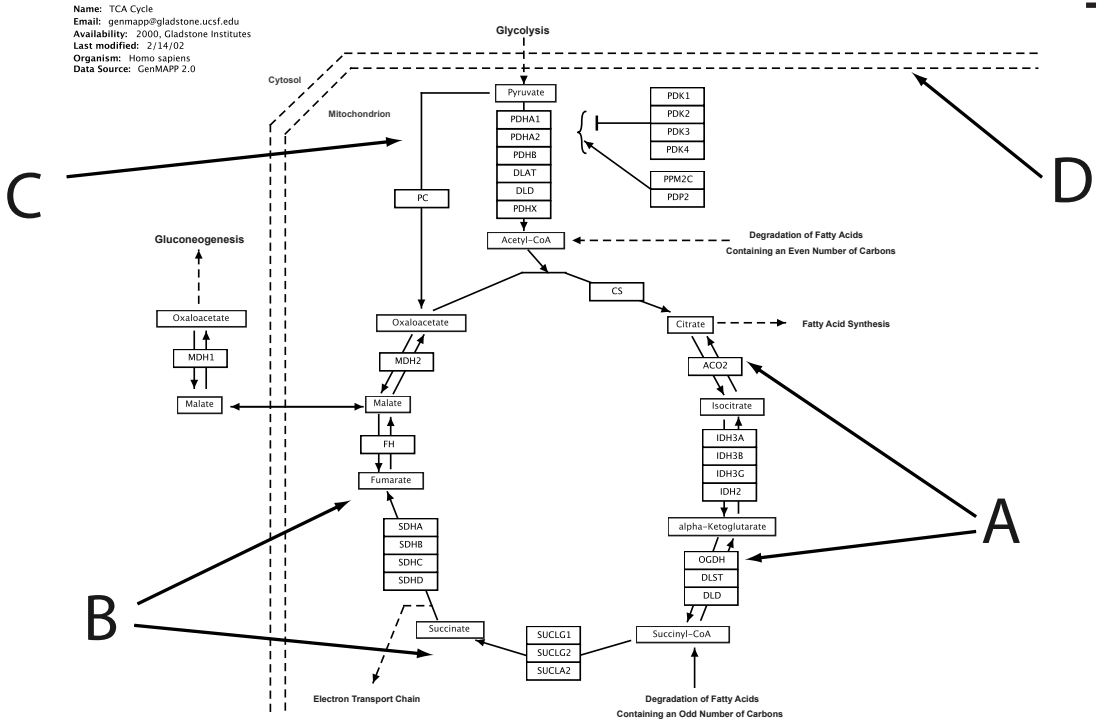 Name: TCA Cycle
Email: genmapp@gladstone.ucsf.edu
Availability: 2000, Gladstone Institutes
Last modified: 2/14/02
Organism: Homo sapiens
Data Source: GenMAPP 2.0
Glycolysis
Cytosol
Mitochondrion
Pyruvate
PDHA1
PDHA2
PDHB
DLAT
DLD
PDHX
PDK1
PDK2
PDK3
PDK4
PPM2C
PDP2
C
D
PC
Gluconeogenesis
Acetyl-CoA
Degradation of Fatty Acids
Containing an Even Number of Carbons
CS
Oxaloacetate
MDH1
Malate
Oxaloacetate
MDH2
Malate
FH
Fumarate
Citrate
Fatty Acid Synthesis
ACO2
Isocitrate
IDH3A
IDH3B
IDH3G
IDH2
alpha-Ketoglutarate
A
SDHA
SDHB
SDHC
SDHD
OGDH
DLST
DLD
B
Succinate
SUCLG1
SUCLG2
SUCLA2
Succinyl-CoA
Electron Transport Chain
Degradation of Fatty Acids
Containing an Odd Number of Carbons